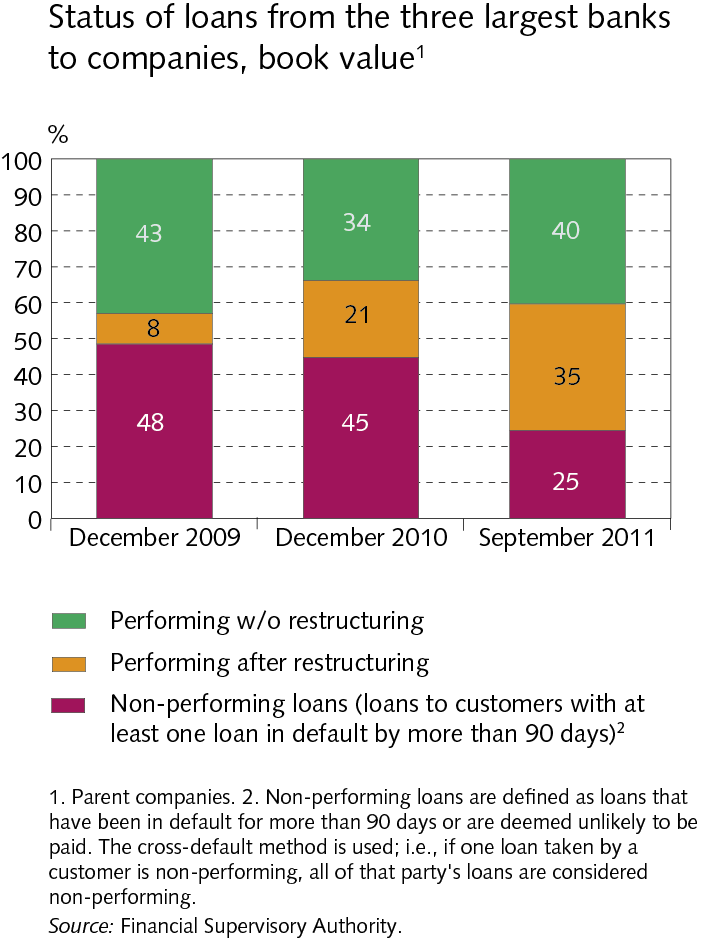 Status of loans from the three largest banks
to companies, book value¹
%
100
90
80
70
60
50
40
30
20
10
0
43
8
48
34
21
45
40
35
25
December 2009
December 2010
September 2011
Performing w/o restructuring
Performing after restructuring
Non-performing loans (loans to customers with at
least one loan in default by more than 90 days)²
1. Parent companies. 2. Non-performing loans are defined as loans that
have been in default for more than 90 days or are deemed unlikely to be
paid. The cross-default method is used; i.e., if one loan taken by a
customer is non-performing, all of that party's loans are considered
non-performing.
Source: Financial Supervisory Authority.